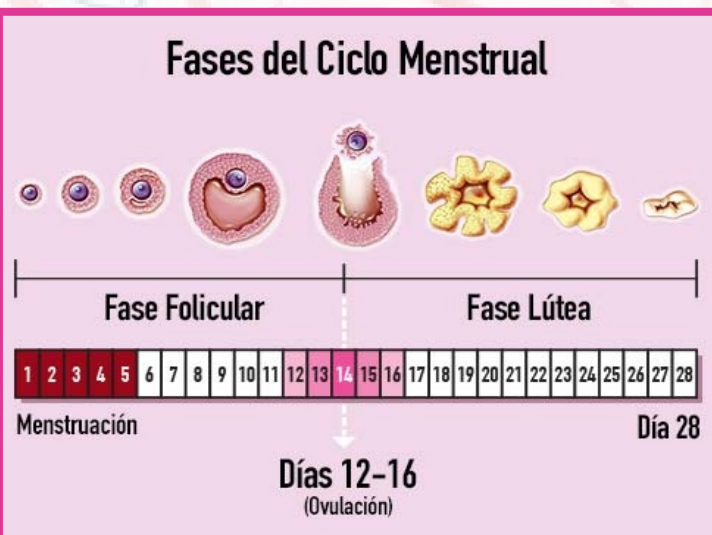 Fases del Ciclo Menstrual
Fase Folicular Fase Lútea
1 2 3 4 5 6 7 8 9 10 11 12 13 14 15 16 17 18 19 20 21 22 23 24 25 26 27 28
Menstruación Día 28
Días 12-16
(Ovulación)